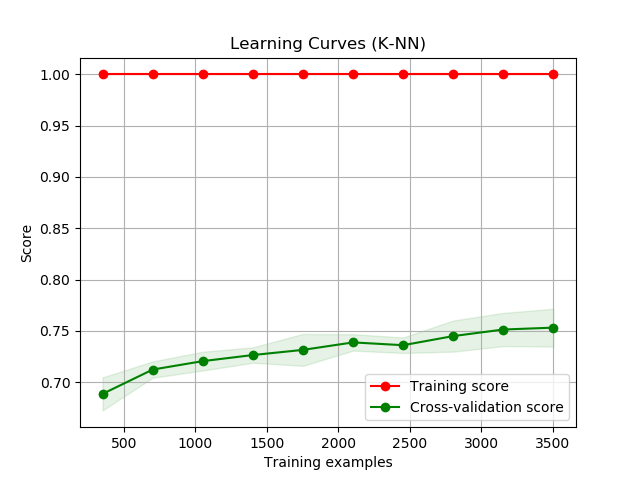 Learning Curves (K-NN)
1.00
0.95
0.90
0.85
0.80
0.75
0.70
Score
Training score
Cross-validation score
500 1000 1500 2000 2500 3000 3500
Training examples